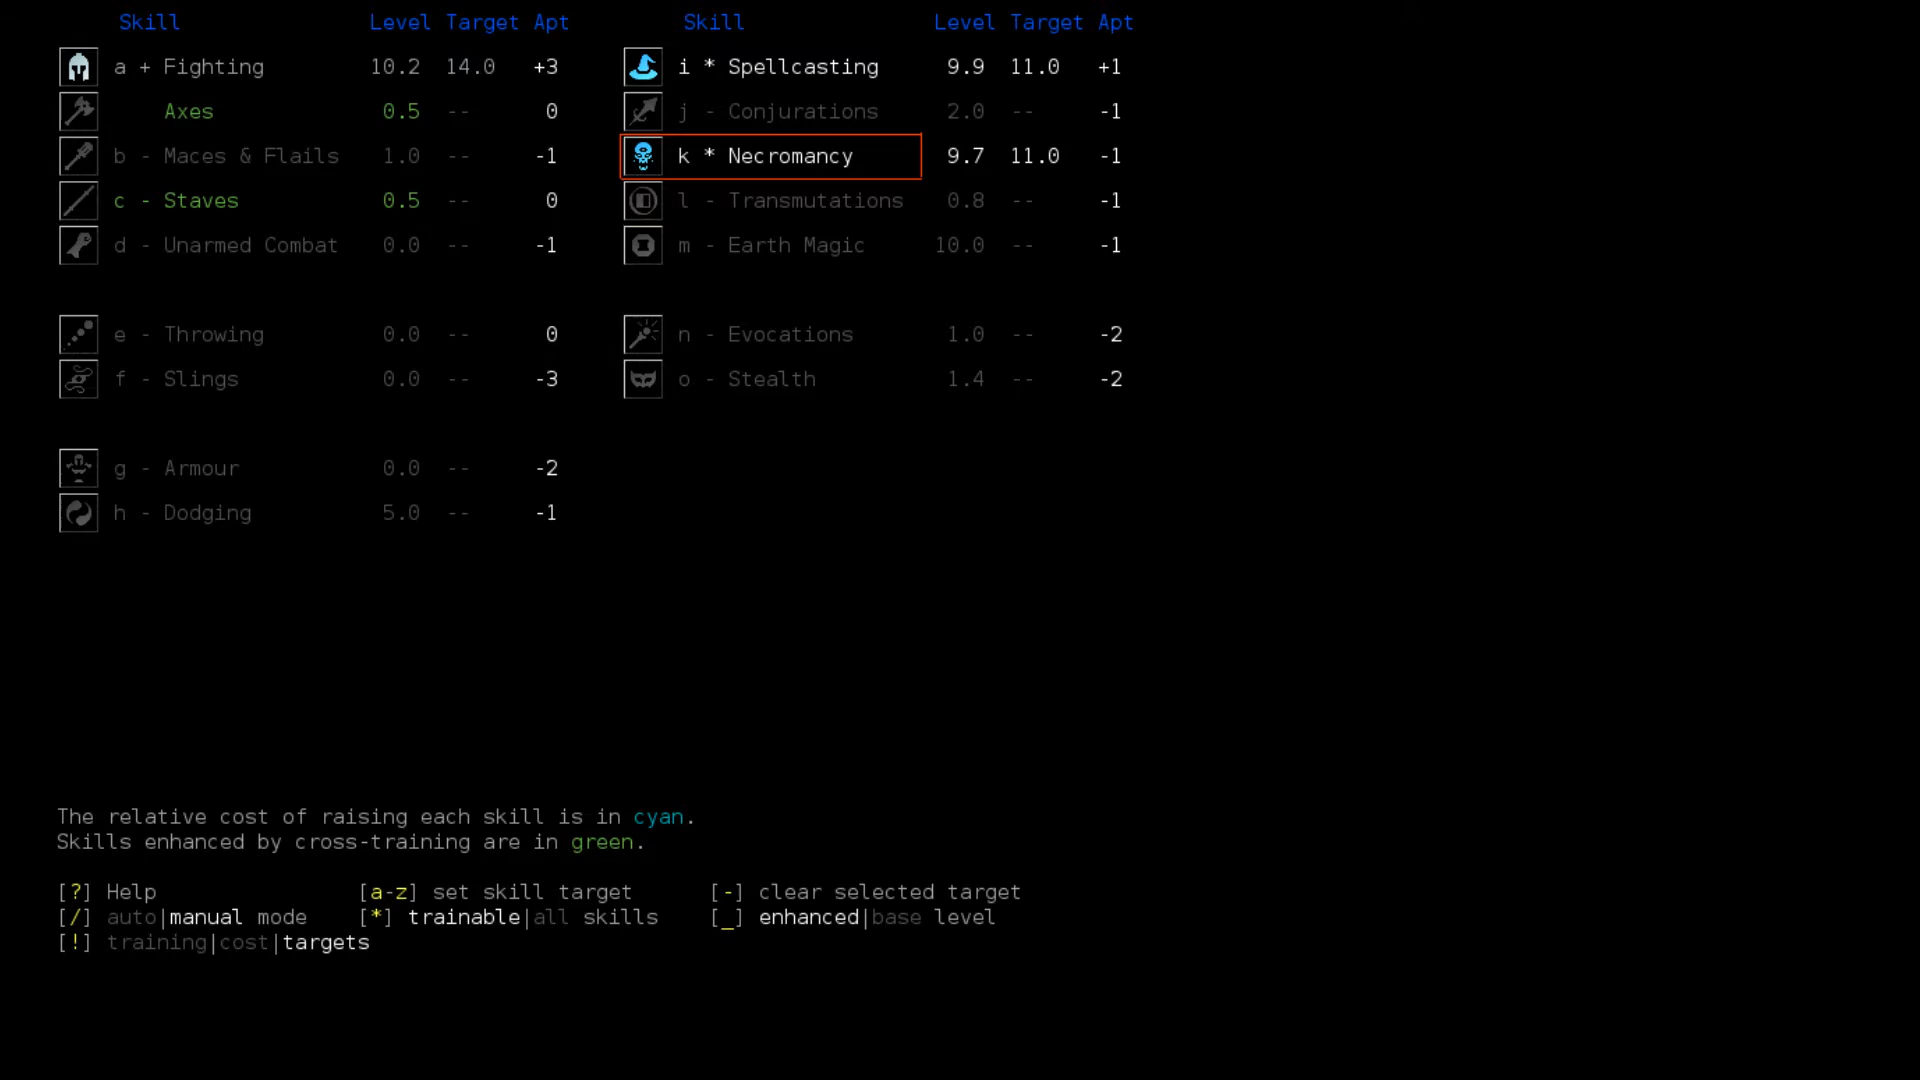 Skill Level Target Apt
a + Fighting 10.2 14.0 +3
Axes 0.5 -- 0
b - Maces & Flails 1.0 -- -1
c - Staves 0.5 -- 0
d - Unarmed Combat 0.0 -- -1
e - Throwing 0.0 -- 0
f - Slings 0.0 -- -3
g - Armour 0.0 -- -2
h - Dodging 5.0 -- -1
Skill Level Target Apt
i * Spellcasting 9.9 11.0 +1
j - Conjurations 2.0 -- -1
k * Necromancy 9.7 11.0 -1
l - Transmutations 0.8 -- -1
m - Earth Magic 10.0 -- -1
n - Evocations 1.0 -- -2
o - Stealth 1.4 -- -2
The relative cost of raising each skill is in cyan.
Skills enhanced by cross-training are in green.
[?] Help [a-z] set skill target [-] clear selected target
[/] auto|manual mode [*] trainable|all skills [_] enhanced|base level
[!] training|cost|targets